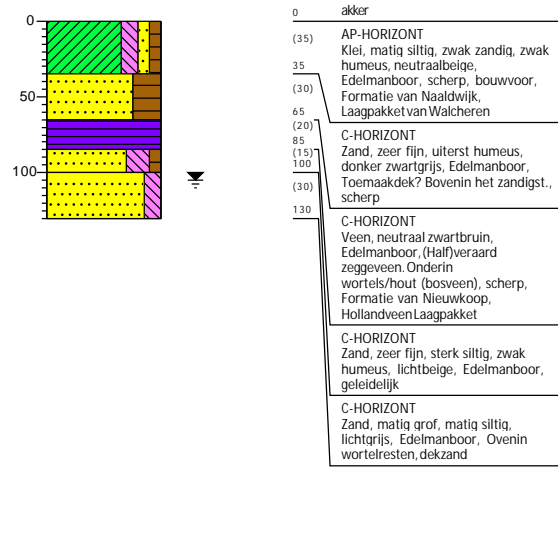 0
50
100
0
(35)
35
(30)
65
(20)
85
(15)
100
(30)
130
akker
AP-HORIZONT
Klei, matig siltig, zwak zandig, zwak
humeus, neutraalbeige,
Edelmanboor, scherp, bouwvoor,
Formatie van Naaldwijk,
Laagpakket van Walcheren
C-HORIZONT
Zand, zeer fijn, uiterst humeus,
donker zwartgrijs, Edelmanboor,
Toemaakdek? Bovenin het zandigst.,
scherp
C-HORIZONT
Veen, neutraal zwartbruin,
Edelmanboor, (Half)veraard
zeggeveen. Onderin
wortels/hout (bosveen), scherp,
Formatie van Nieuwkoop,
Hollandveen Laagpakket
C-HORIZONT
Zand, zeer fijn, sterk siltig, zwak
humeus, lichtbeige, Edelmanboor,
geleidelijk
C-HORIZONT
Zand, matig grof, matig siltig,
lichtgrijs, Edelmanboor, Ovenin
wortelresten, dekzand